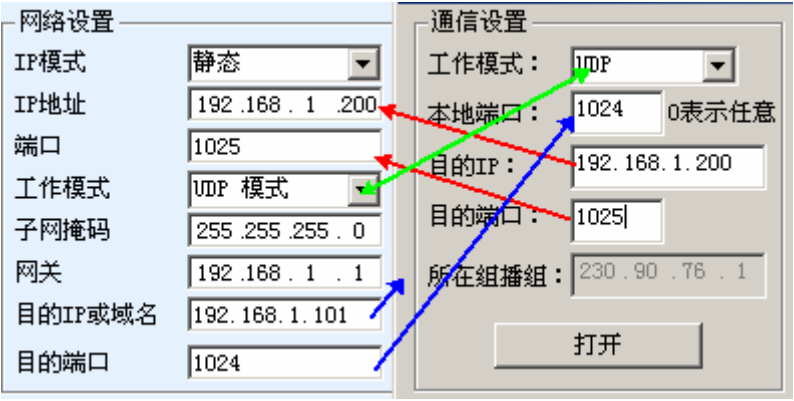 网络设置
IP模式 静态
IP地址 192 .168 . 1 .200
端口 1025
工作模式 UDP 模式
子网掩码 255 .255 .255 . 0
网关 192 .168 . 1 . 1
目的IP或域名 192.168.1.101
目的端口 1024
通信设置
工作模式： UDP
本地端口： 1024 0表示任意
目的IP： 192.168.1.200
目的端口： 1025
所在组播组： 230 . 90 . 76 . 1
打开